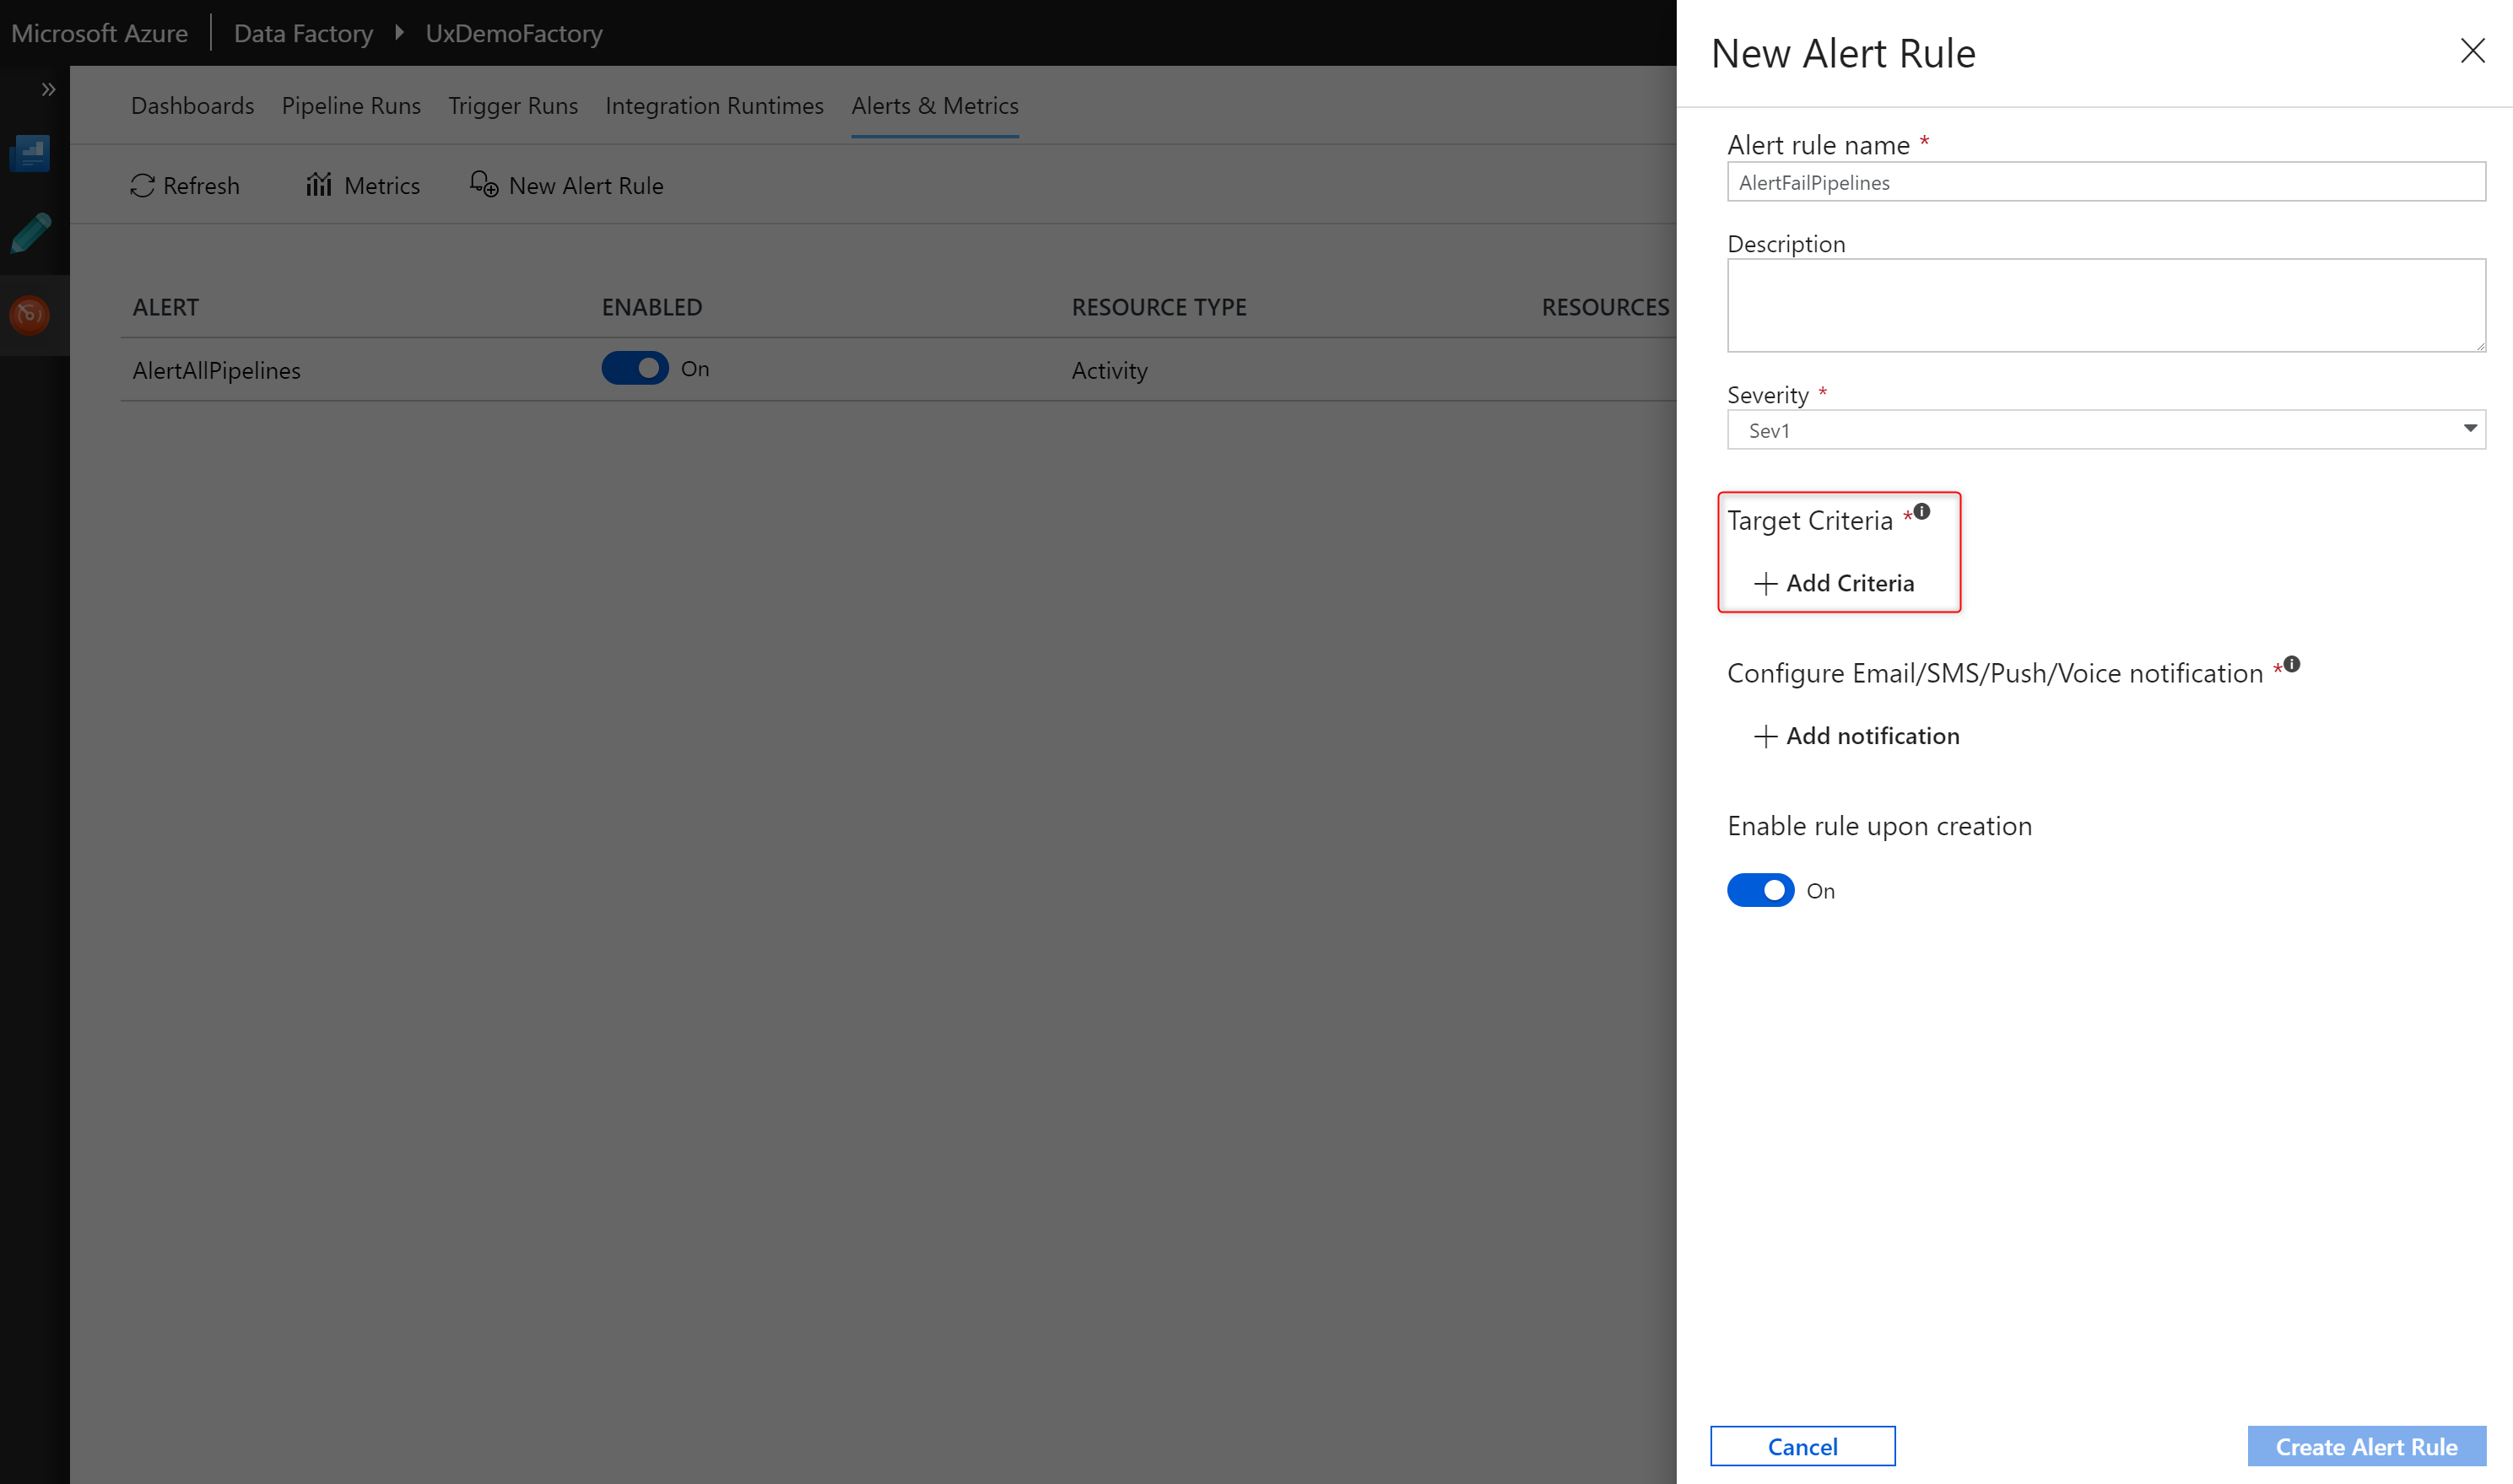 Microsoft Azure | Data Factory UxDemoFactory
Dashboards Pipeline Runs Trigger Runs Integration Runtimes Alerts & Metrics
Refresh Metrics New Alert Rule
ALERT ENABLED RESOURCE TYPE RESOURCES
AlertAllPipelines On Activity
New Alert Rule
Alert rule name *
AlertFailPipelines
Description
Severity *
Sev1
Target Criteria *
Add Criteria
Configure Email/SMS/Push/Voice notification *
Add notification
Enable rule upon creation
On
Cancel Create Alert Rule